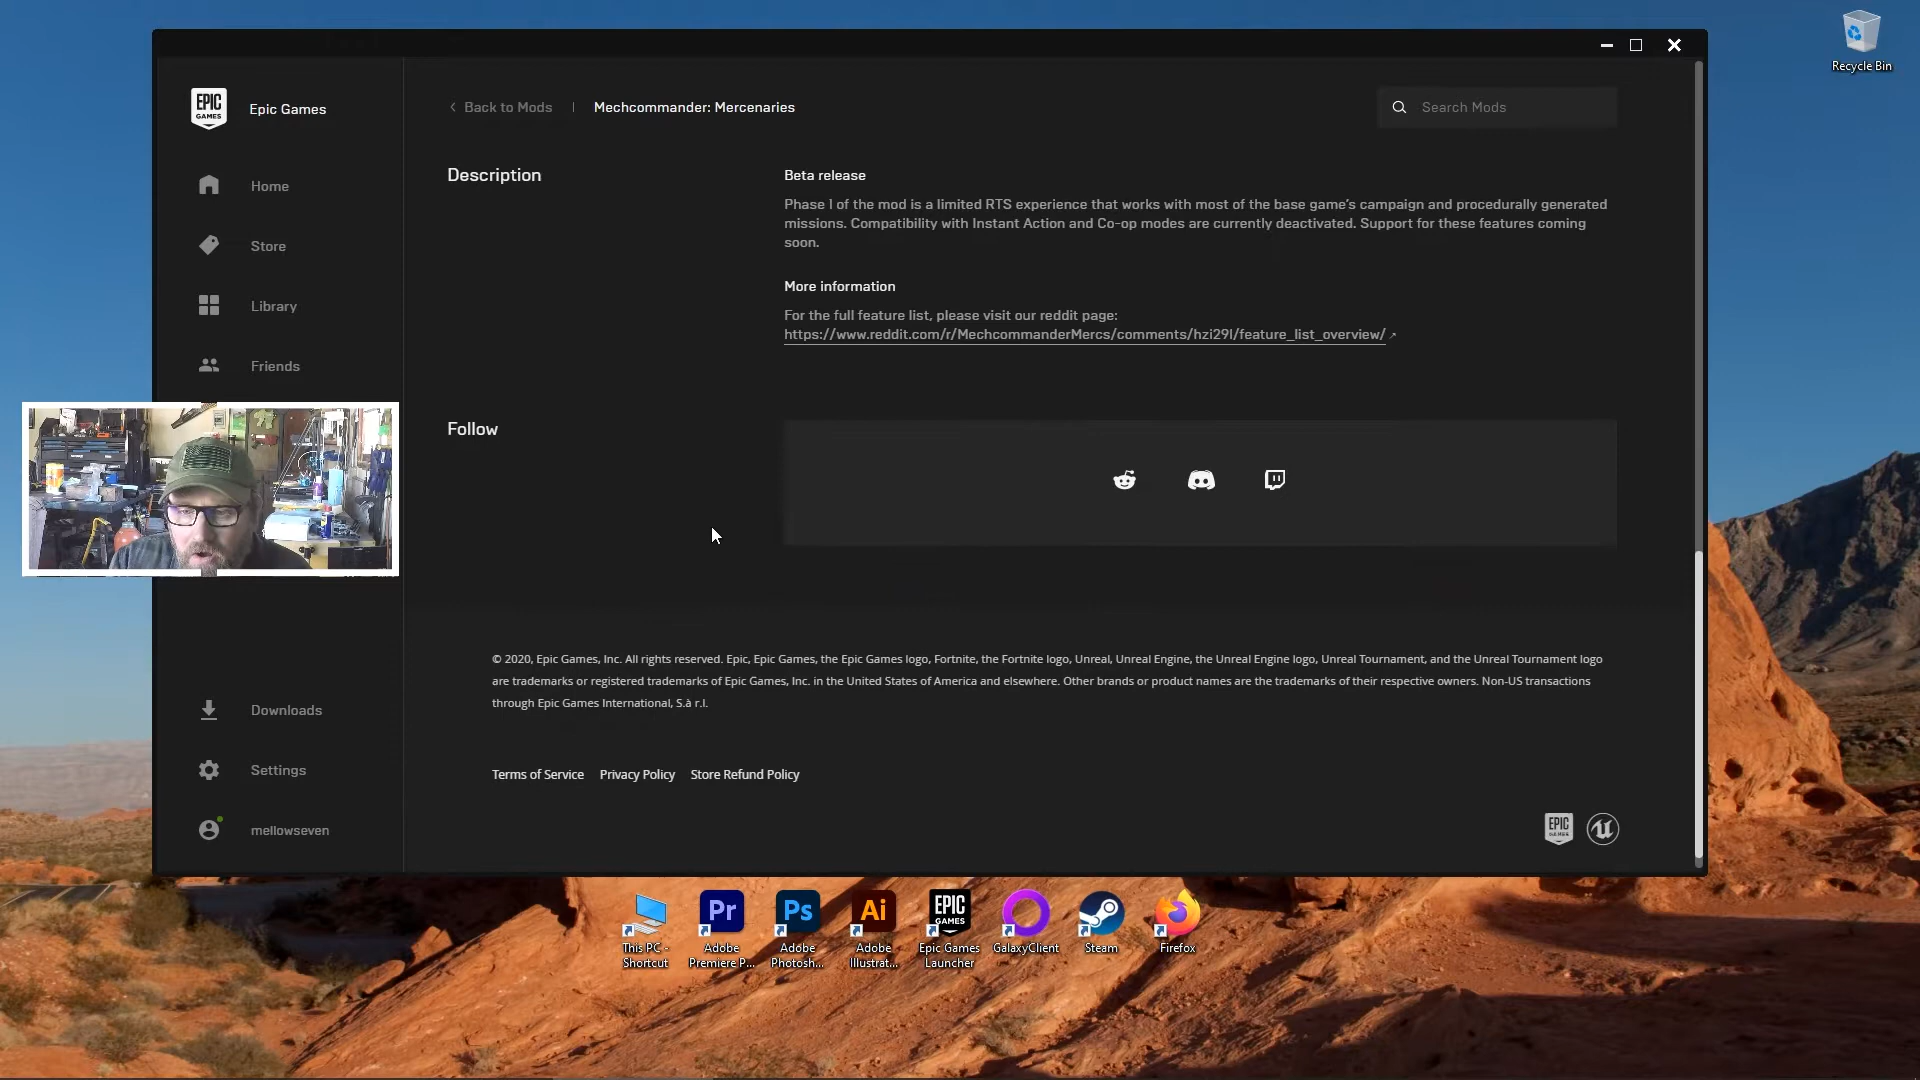 Recycle Bin
EPIC GAMES
Epic Games
Back to Mods
Mechcommander: Mercenaries
Search Mods
Home
Store
Library
Friends
Downloads
Settings
mellowseven
Description
Beta release
Phase 1 of the mod is a limited RTS experience that works with most of the base game's campaign and procedurally generated
missions. Compatibility with Instant Action and Co-op modes are currently deactivated. Support for these features coming
soon.
More information
For the full feature list, please visit our reddit page:
https://www.reddit.com/r/MechcommanderMercs/comments/hzi29l/feature_list_overview/
Follow
© 2020, Epic Games, Inc. All rights reserved. Epic, Epic Games, the Epic Games logo, Fortnite, the Fortnite logo, Unreal, Unreal Engine, the Unreal Engine logo, Unreal Tournament, and the Unreal Tournament logo
are trademarks or registered trademarks of Epic Games, Inc. in the United States of America and elsewhere. Other brands or product names are the trademarks of their respective owners. Non-US transactions
through Epic Games International, S.à r.l.
Terms of Service
Privacy Policy
Store Refund Policy
EPIC GAMES
Pr
Ps
Ai
EPIC GAMES
This PC - Shortcut
Adobe Premiere P...
Adobe Photosh...
Adobe Illustrat...
Epic Games Launcher
GalaxyClient
Steam
Firefox